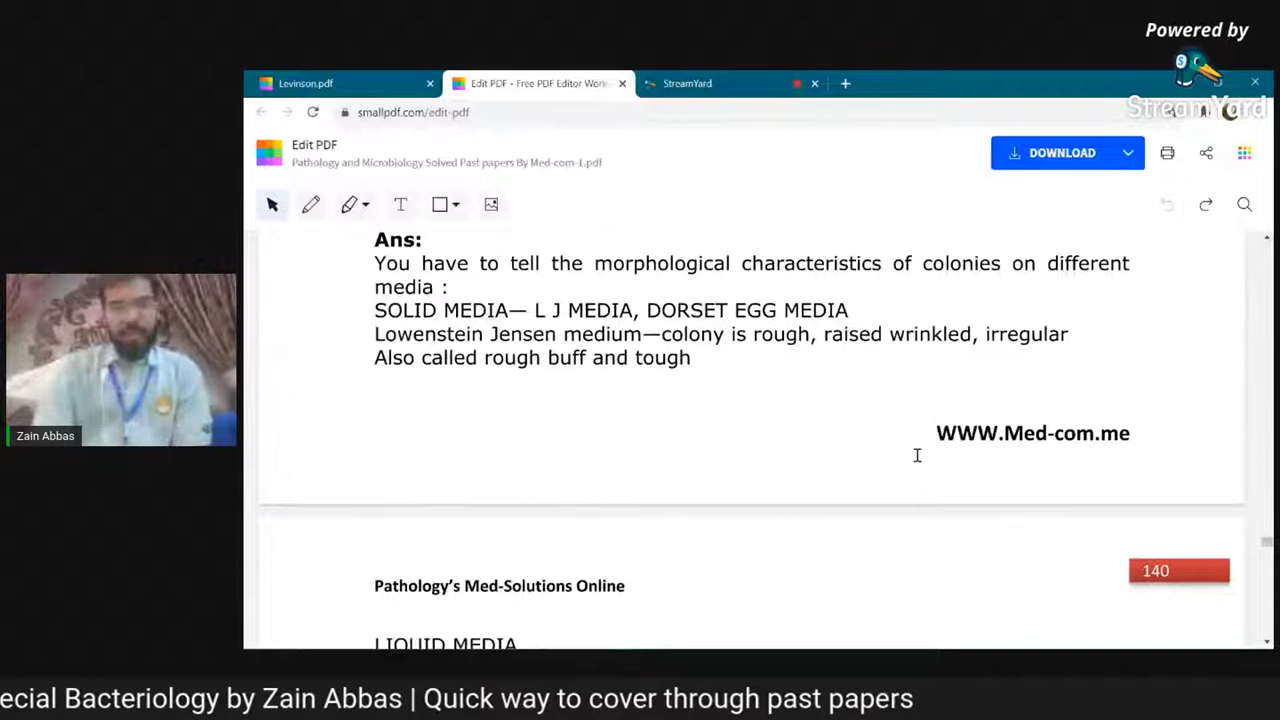 Powered by
StreamYard
Levinson.pdf
Edit PDF - Free PDF Editor Work
StreamYard
smallpdf.com/edit-pdf
Edit PDF
Pathology and Microbiology Solved Past papers By Med-com-1.pdf
DOWNLOAD
T
Ans:
You have to tell the morphological characteristics of colonies on different
media :
SOLID MEDIA— L J MEDIA, DORSET EGG MEDIA
Lowenstein Jensen medium—colony is rough, raised wrinkled, irregular
Also called rough buff and tough
WWW.Med-com.me
Zain Abbas
140
Pathology's Med-Solutions Online
LIQUID MEDIA
ecial Bacteriology by Zain Abbas | Quick way to cover through past papers